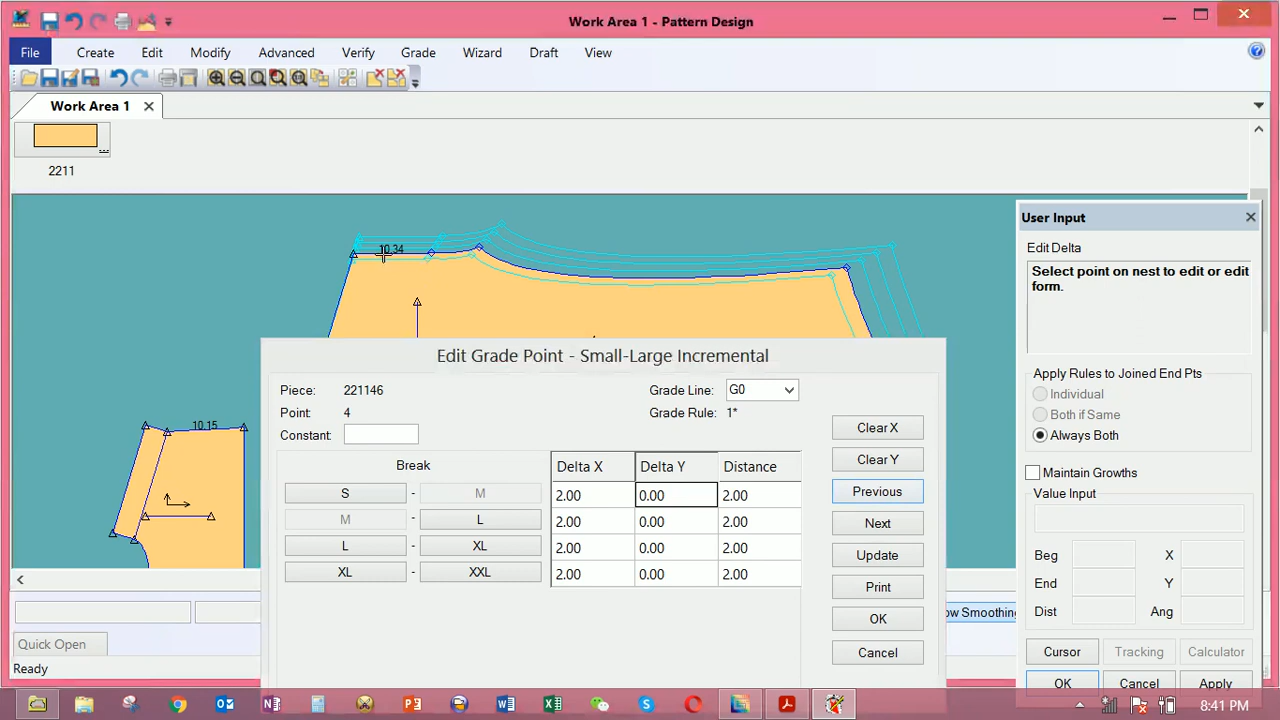 Work Area 1 - Pattern Design
File Create Edit Modify Advanced Verify Grade Wizard Draft View
Work Area 1
2211
10.34
10.15
Edit Grade Point - Small-Large Incremental
Piece: 221146 Grade Line: G0
Point: 4 Grade Rule: 1*
Constant:
Break Delta X Delta Y Distance
S - M 2.00 0.00 2.00
M - L 2.00 0.00 2.00
L - XL 2.00 0.00 2.00
XL - XXL 2.00 0.00 2.00
Clear X
Clear Y
Previous
Next
Update
Print
OK
Cancel
User Input
Edit Delta
Select point on nest to edit or edit
form.
Apply Rules to Joined End Pts
Individual
Both if Same
Always Both
Maintain Growths
Value Input
Beg X
End Y
Dist Ang
Cursor Tracking Calculator
OK Cancel Apply
Smoothing
Quick Open
Ready
8:41 PM